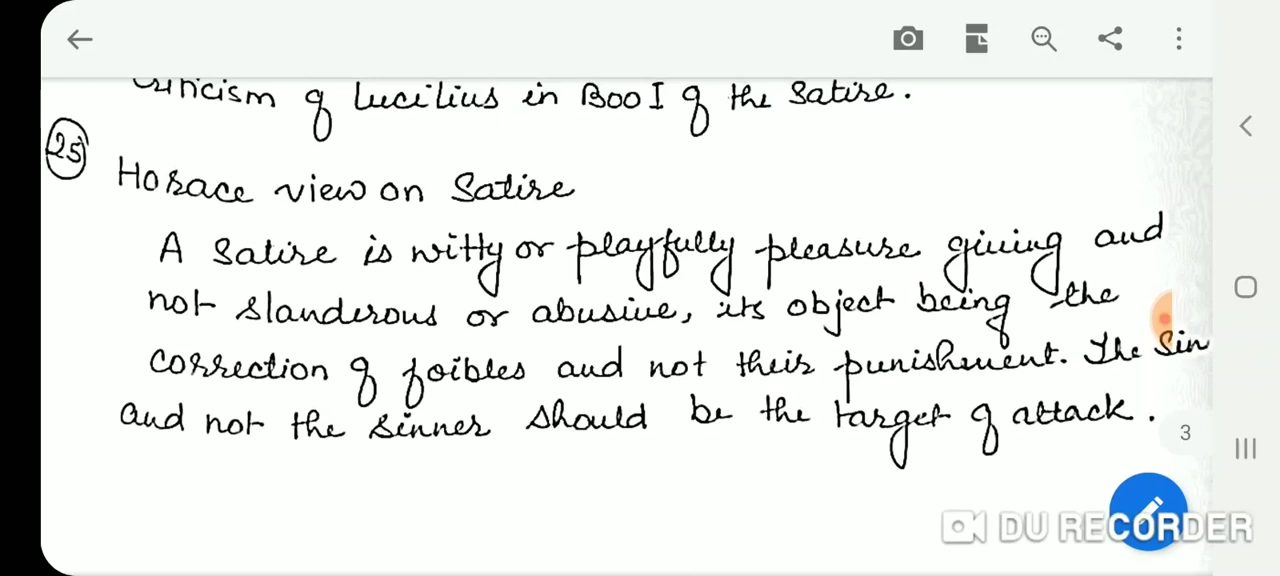 Criticism of Lucilius in Boo I of the Satire.
25
Horace view on Satire
A Satire is witty or playfully pleasure giving and
not slanderous or abusive, its object being the
correction of foibles and not their punishment. The Sin
and not the sinner should be the target of attack.
3
DU RECORDER